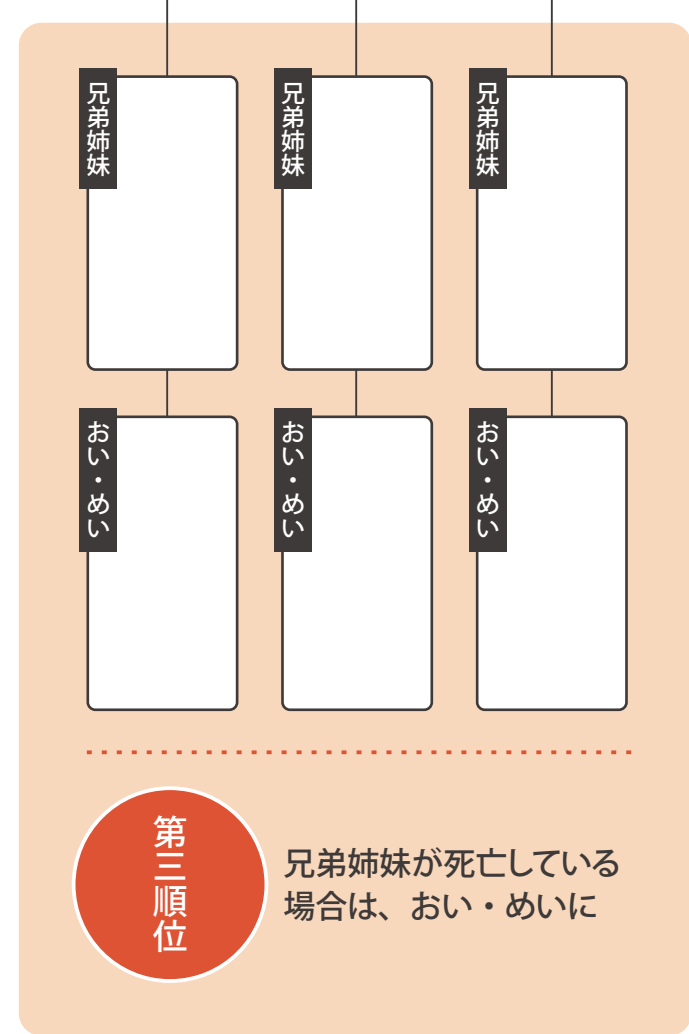 兄弟姉妹
兄弟姉妹
兄弟姉妹
おい・めい
おい・めい
おい・めい
第三順位
兄弟姉妹が死亡している
場合は、おい・めいに